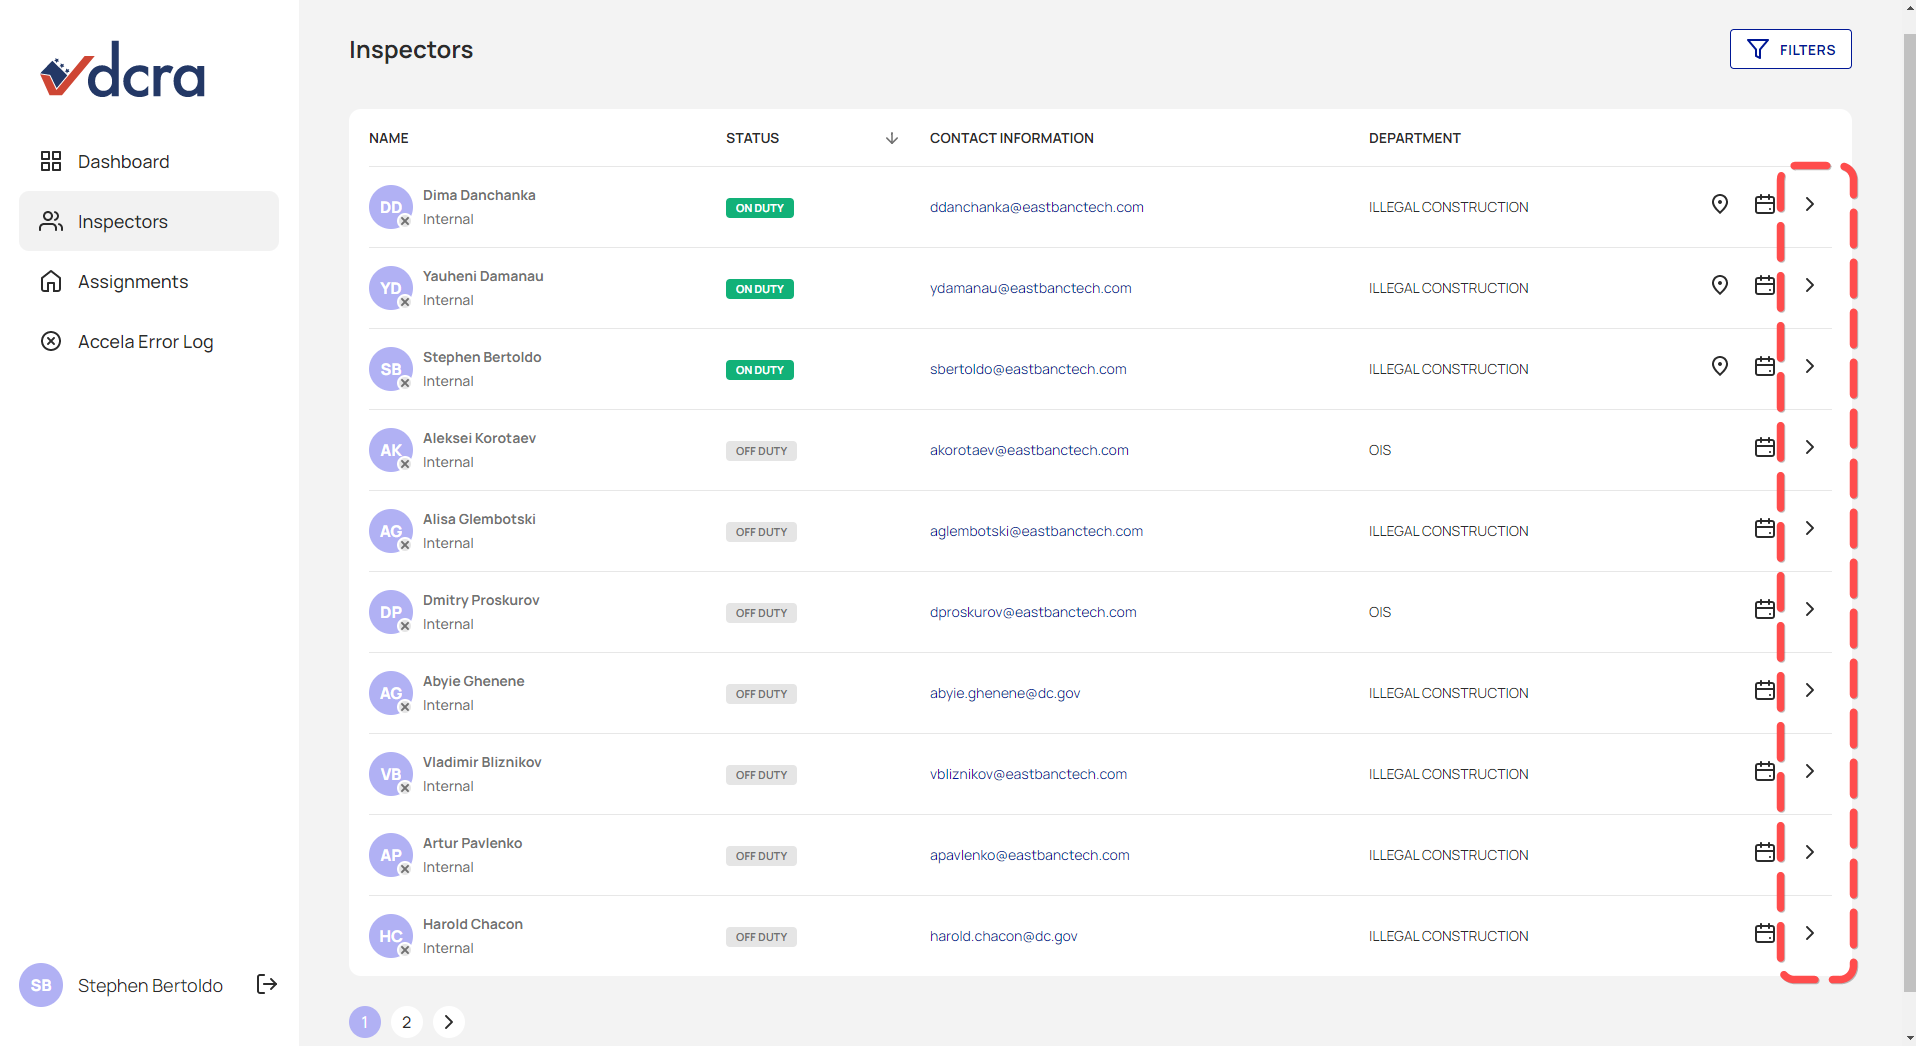 dcra
Dashboard
Inspectors
Assignments
Accela Error Log
SB Stephen Bertoldo
Inspectors
FILTERS
NAME STATUS CONTACT INFORMATION DEPARTMENT
DD Dima Danchanka
Internal
ON DUTY
ddanchanka@eastbanctech.com
ILLEGAL CONSTRUCTION
YD Yauheni Damanau
Internal
ON DUTY
ydamanau@eastbanctech.com
ILLEGAL CONSTRUCTION
SB Stephen Bertoldo
Internal
ON DUTY
sbertoldo@eastbanctech.com
ILLEGAL CONSTRUCTION
AK Aleksei Korotaev
Internal
OFF DUTY
akorotaev@eastbanctech.com
OIS
AG Alisa Glembotski
Internal
OFF DUTY
aglembotski@eastbanctech.com
ILLEGAL CONSTRUCTION
DP Dmitry Proskurov
Internal
OFF DUTY
dproskurov@eastbanctech.com
OIS
AG Abyie Ghenene
Internal
OFF DUTY
abyie.ghenene@dc.gov
ILLEGAL CONSTRUCTION
VB Vladimir Bliznikov
Internal
OFF DUTY
vbliznikov@eastbanctech.com
ILLEGAL CONSTRUCTION
AP Artur Pavlenko
Internal
OFF DUTY
apavlenko@eastbanctech.com
ILLEGAL CONSTRUCTION
HC Harold Chacon
Internal
OFF DUTY
harold.chacon@dc.gov
ILLEGAL CONSTRUCTION
1 2